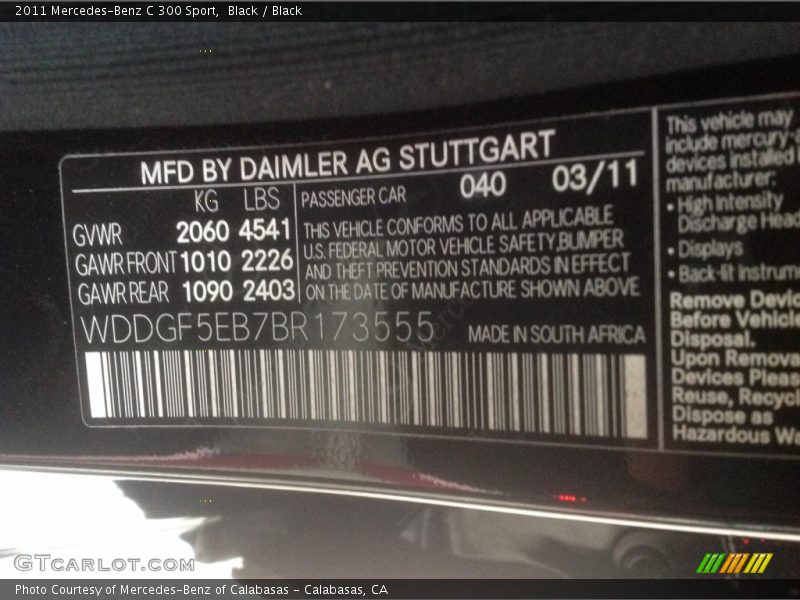 2011 Mercedes-Benz C 300 Sport, Black / Black
MFD BY DAIMLER AG STUTTGART
KG LBS PASSENGER CAR 040 03/11
GVWR 2060 4541
GAWR FRONT 1010 2226
GAWR REAR 1090 2403
THIS VEHICLE CONFORMS TO ALL APPLICABLE
U.S. FEDERAL MOTOR VEHICLE SAFETY, BUMPER
AND THEFT PREVENTION STANDARDS IN EFFECT
ON THE DATE OF MANUFACTURE SHOWN ABOVE
WDDGF5EB7BR173555 MADE IN SOUTH AFRICA
This vehicle may
include mercury-
devices installed
manufacturer:
• High Intensity
Discharge Head
• Displays
• Back-lit Instrum
Remove Devic
Before Vehicle
Disposal.
Upon Remova
Devices Pleas
Reuse, Recycl
Dispose as
Hazardous Wa
GTCARLOT.COM
Photo Courtesy of Mercedes-Benz of Calabasas - Calabasas, CA